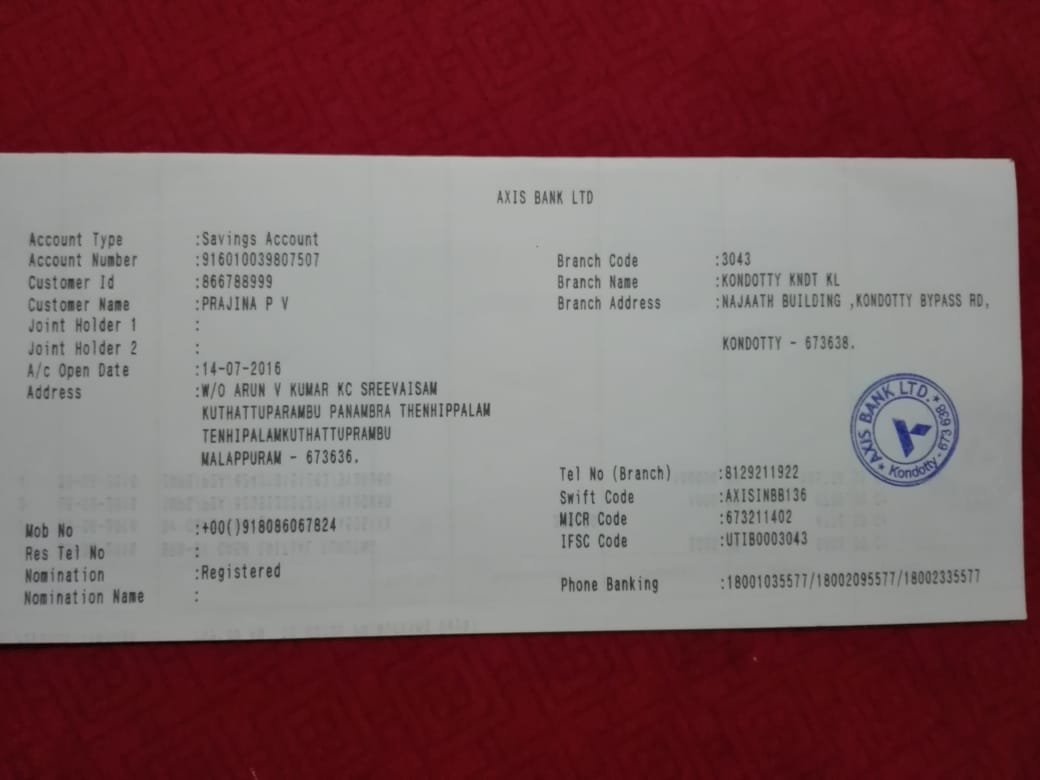 AXIS BANK LTD
Account Type :Savings Account
Account Number :916010039807507
Customer Id :866788999
Customer Name :PRAJINA P V
Joint Holder 1 :
Joint Holder 2 :
A/c Open Date :14-07-2016
Address :W/O ARUN V KUMAR KC SREEVAISAM
KUTHATTUPARAMBU PANAMBRA THENHIPPALAM
TENHIPALAMKUTHATTUPRAMBU
MALAPPURAM - 673636.
Mob No :+00()918086067824
Res Tel No :
Nomination :Registered
Nomination Name :
Branch Code :3043
Branch Name :KONDOTTY KNDT KL
Branch Address :NAJAATH BUILDING ,KONDOTTY BYPASS RD,
KONDOTTY - 673638.
AXIS BANK LTD.
Kondotty - 673 638
Tel No (Branch) :8129211922
Swift Code :AXISINBB136
MICR Code :673211402
IFSC Code :UTIB0003043
Phone Banking :18001035577/18002095577/18002335577